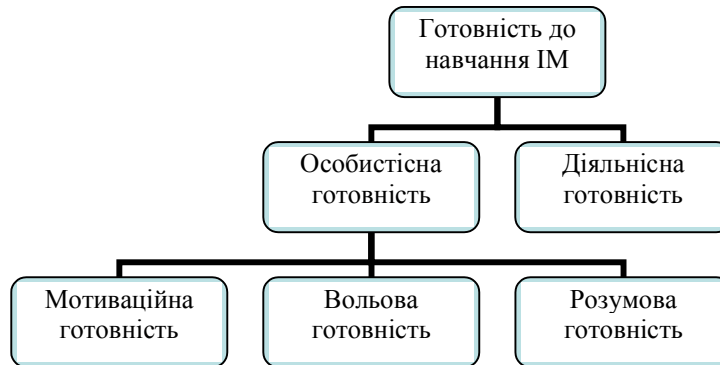 Готовність до
навчання ІМ
Особистісна
готовність
Діяльнісна
готовність
Мотиваційна
готовність
Вольова
готовність
Розумова
готовність